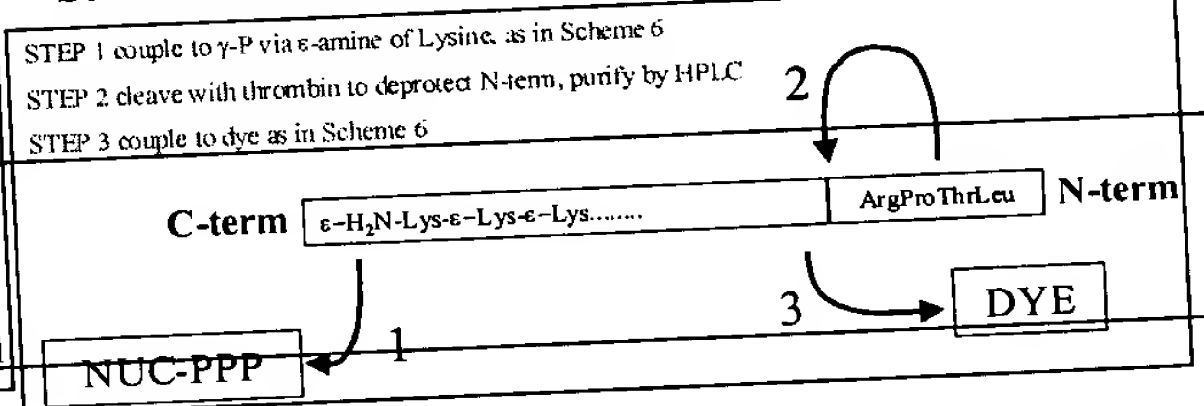 STEP 1 couple to γ-P via ε-amine of Lysine, as in Scheme 6
STEP 2 cleave with thrombin to deprotect N-term, purify by HPLC
STEP 3 couple to dye as in Scheme 6
2
C-term ε-H₂N-Lys-ε-Lys-ε-Lys........ ArgProThrLeu N-term
3 DYE
NUC-PPP 1